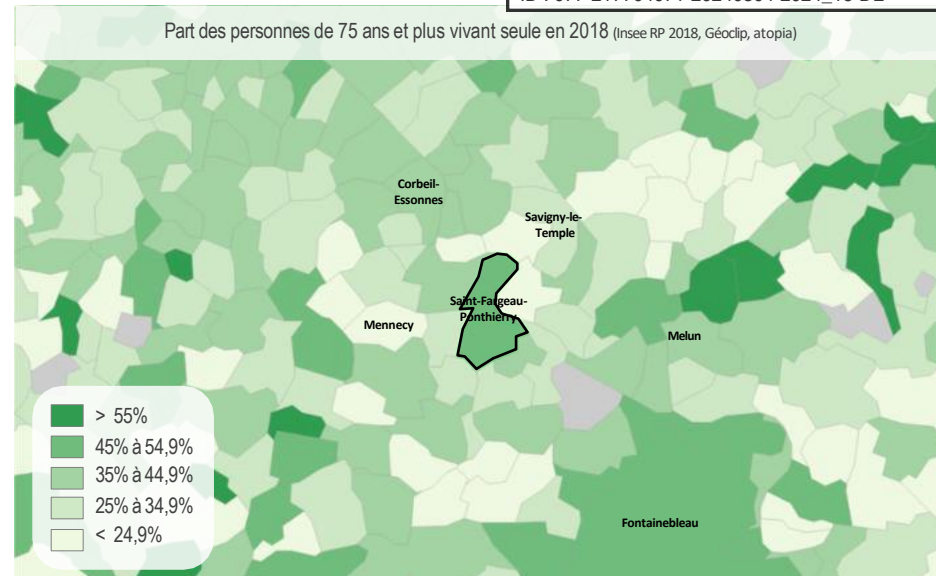 Part des personnes de 75 ans et plus vivant seule en 2018 (Insee RP 2018, Géoclip, atopia)
Corbeil-
Essonnes
Savigny-le-
Temple
Saint-Fargeau-
Ponthierry
Mennecy
Melun
> 55%
45% à 54,9%
35% à 44,9%
25% à 34,9%
< 24,9%
Fontainebleau